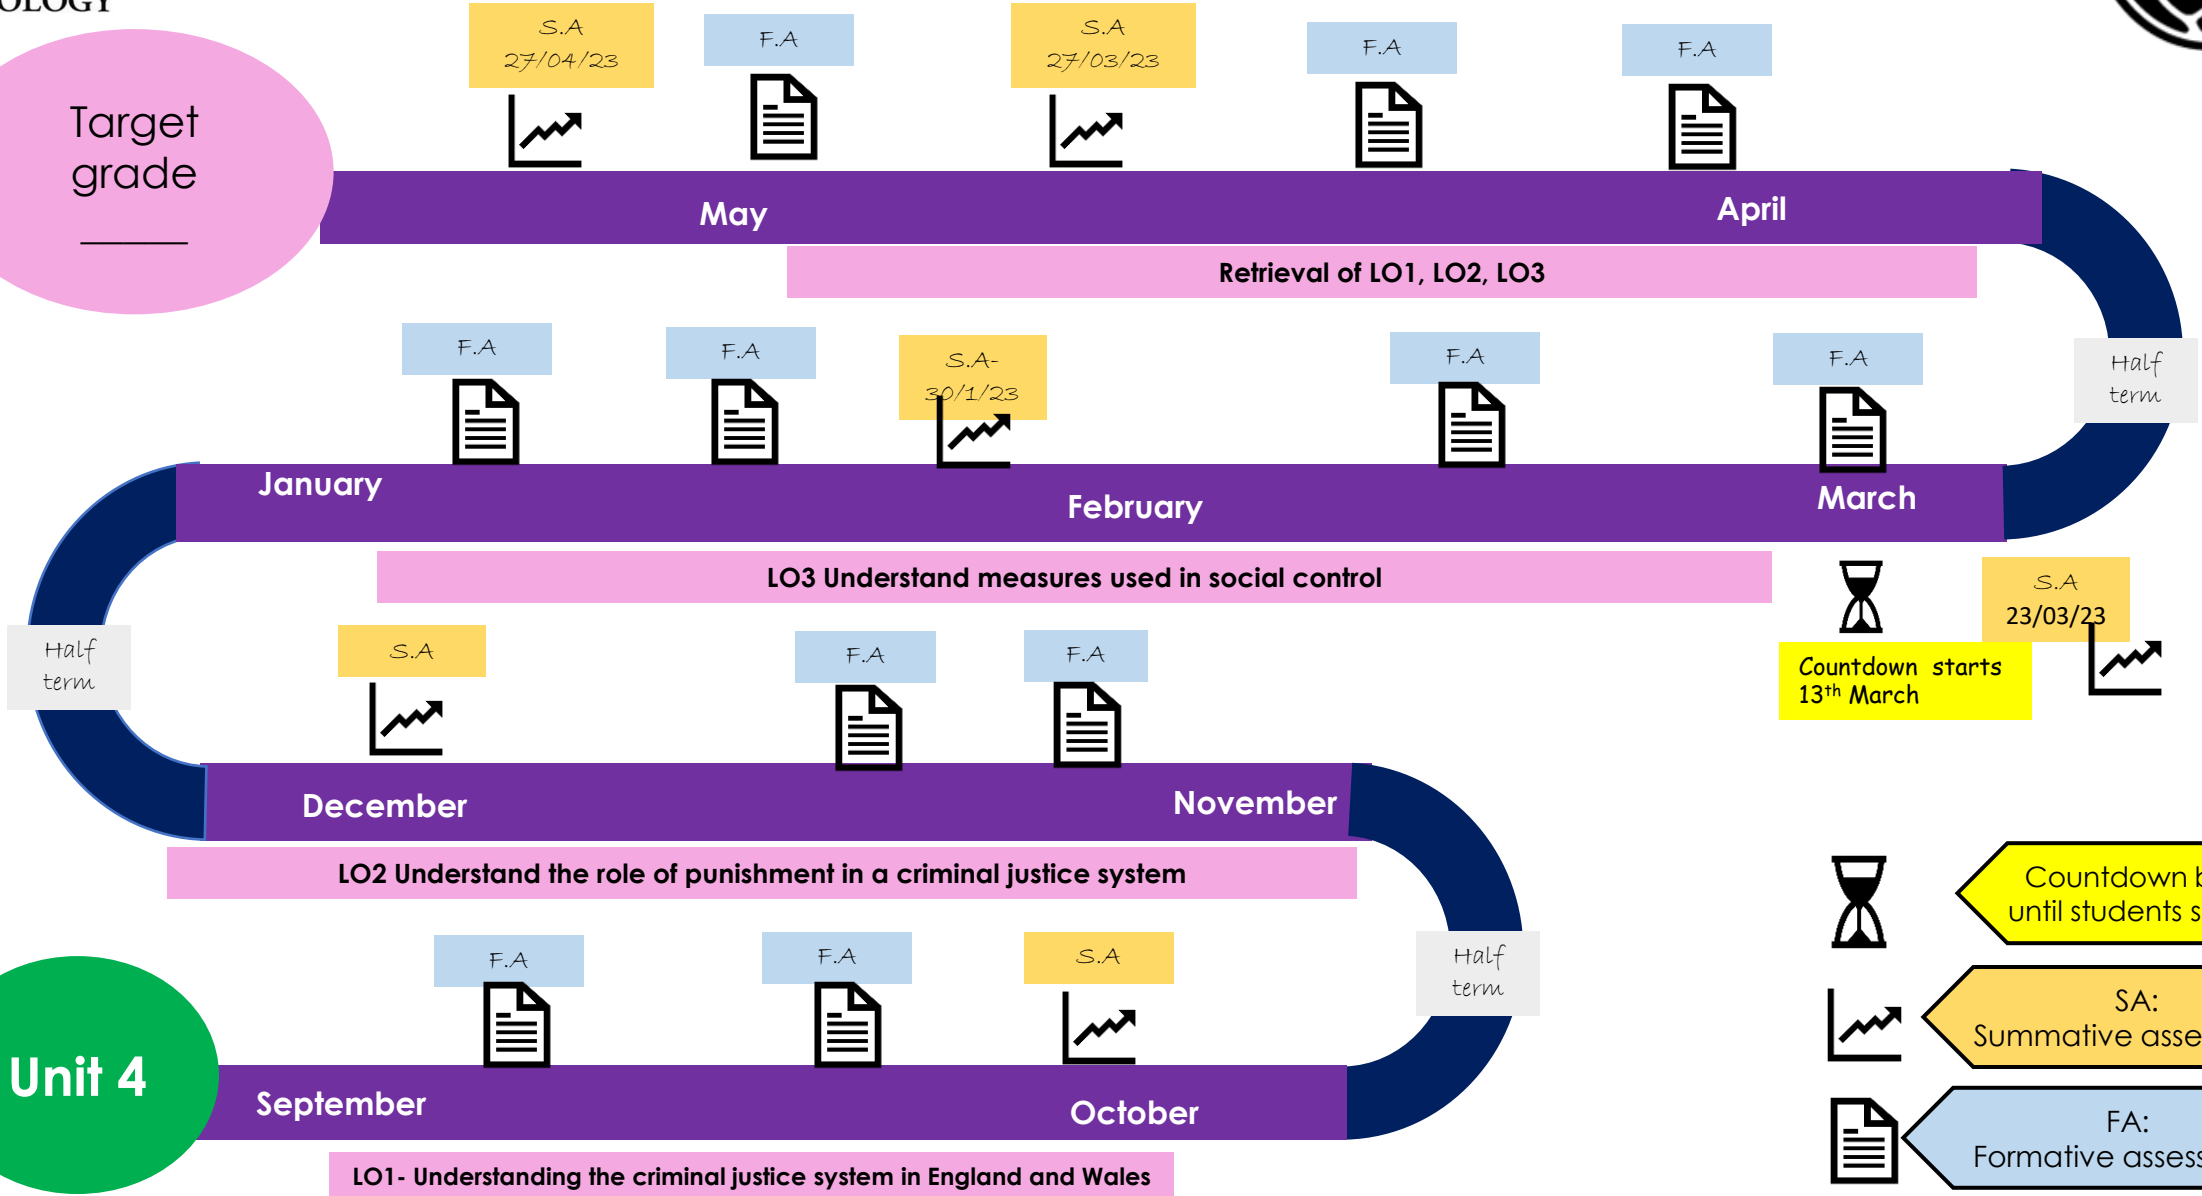 S.A
27/04/23
F.A
S.A
27/03/23
F.A
F.A
Target
grade
______
May
April
Retrieval of LO1, LO2, LO3
F.A
F.A
S.A-
30/1/23
F.A
F.A
Half
term
January
February
March
LO3 Understand measures used in social control
S.A
23/03/23
Countdown starts
13th March
Half
term
S.A
F.A
F.A
December
November
LO2 Understand the role of punishment in a criminal justice system
Half
term
F.A
F.A
S.A
Unit 4
September
October
LO1- Understanding the criminal justice system in England and Wales
Countdown
until students
SA:
Summative
FA:
Formative